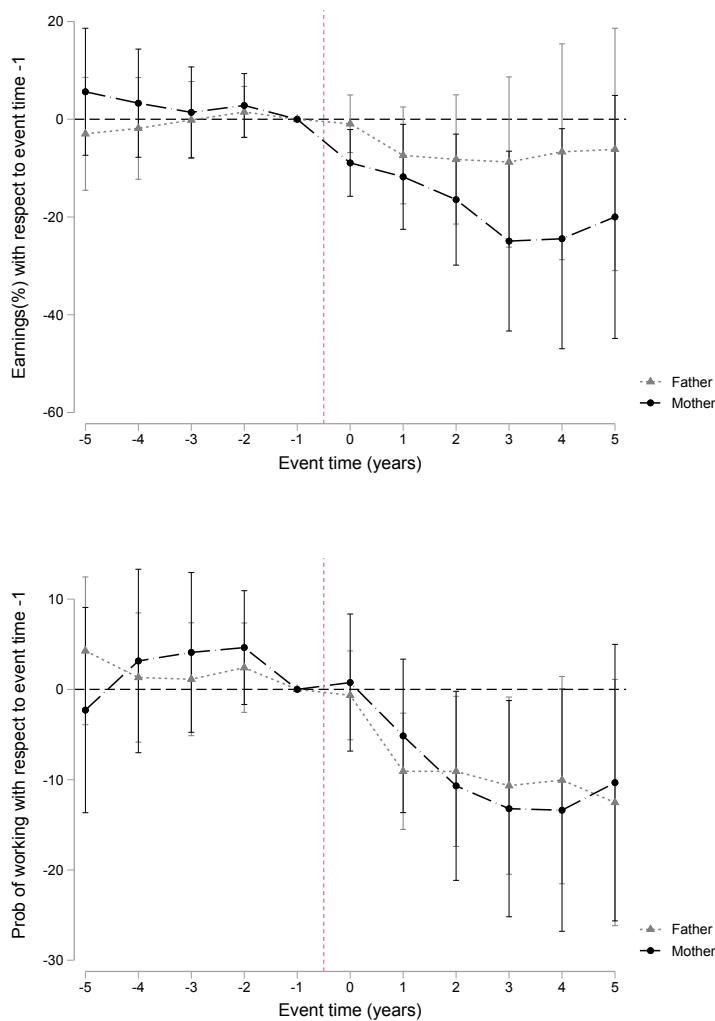 Earnings(%) with respect to event time -1
20
0
-20
-40
-60
-5 -4 -3 -2 -1 0 1 2 3 4 5
Event time (years)
Father
Mother
Prob of working with respect to event time -1
10
0
-10
-20
-30
-5 -4 -3 -2 -1 0 1 2 3 4 5
Event time (years)
Father
Mother